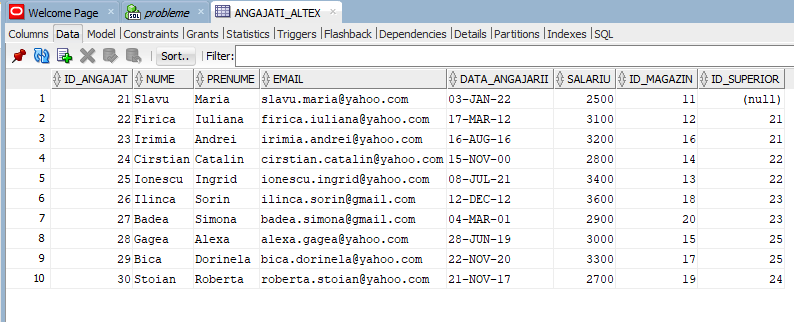 Welcome Page probleme ANGAJATI_ALTEX
Columns Data Model Constraints Grants Statistics Triggers Flashback Dependencies Details Partitions Indexes SQL
Sort.. Filter:
ID_ANGAJAT NUME PRENUME EMAIL DATA_ANGAJARII SALARIU ID_MAGAZIN ID_SUPERIOR
1 21 Slavu Maria slavu.maria@yahoo.com 03-JAN-22 2500 11 (null)
2 22 Firica Iuliana firica.iuliana@yahoo.com 17-MAR-12 3100 12 21
3 23 Irimia Andrei irimia.andrei@yahoo.com 16-AUG-16 3200 16 21
4 24 Cirstian Catalin cirstian.catalin@yahoo.com 15-NOV-00 2800 14 22
5 25 Ionescu Ingrid ionescu.ingrid@yahoo.com 08-JUL-21 3400 13 22
6 26 Ilinca Sorin ilinca.sorin@gmail.com 12-DEC-12 3600 18 23
7 27 Badea Simona badea.simona@gmail.com 04-MAR-01 2900 20 23
8 28 Gagea Alexa alexa.gagea@yahoo.com 28-JUN-19 3000 15 25
9 29 Bica Dorinela bica.dorinela@yahoo.com 22-NOV-20 3300 17 25
10 30 Stoian Roberta roberta.stoian@yahoo.com 21-NOV-17 2700 19 24